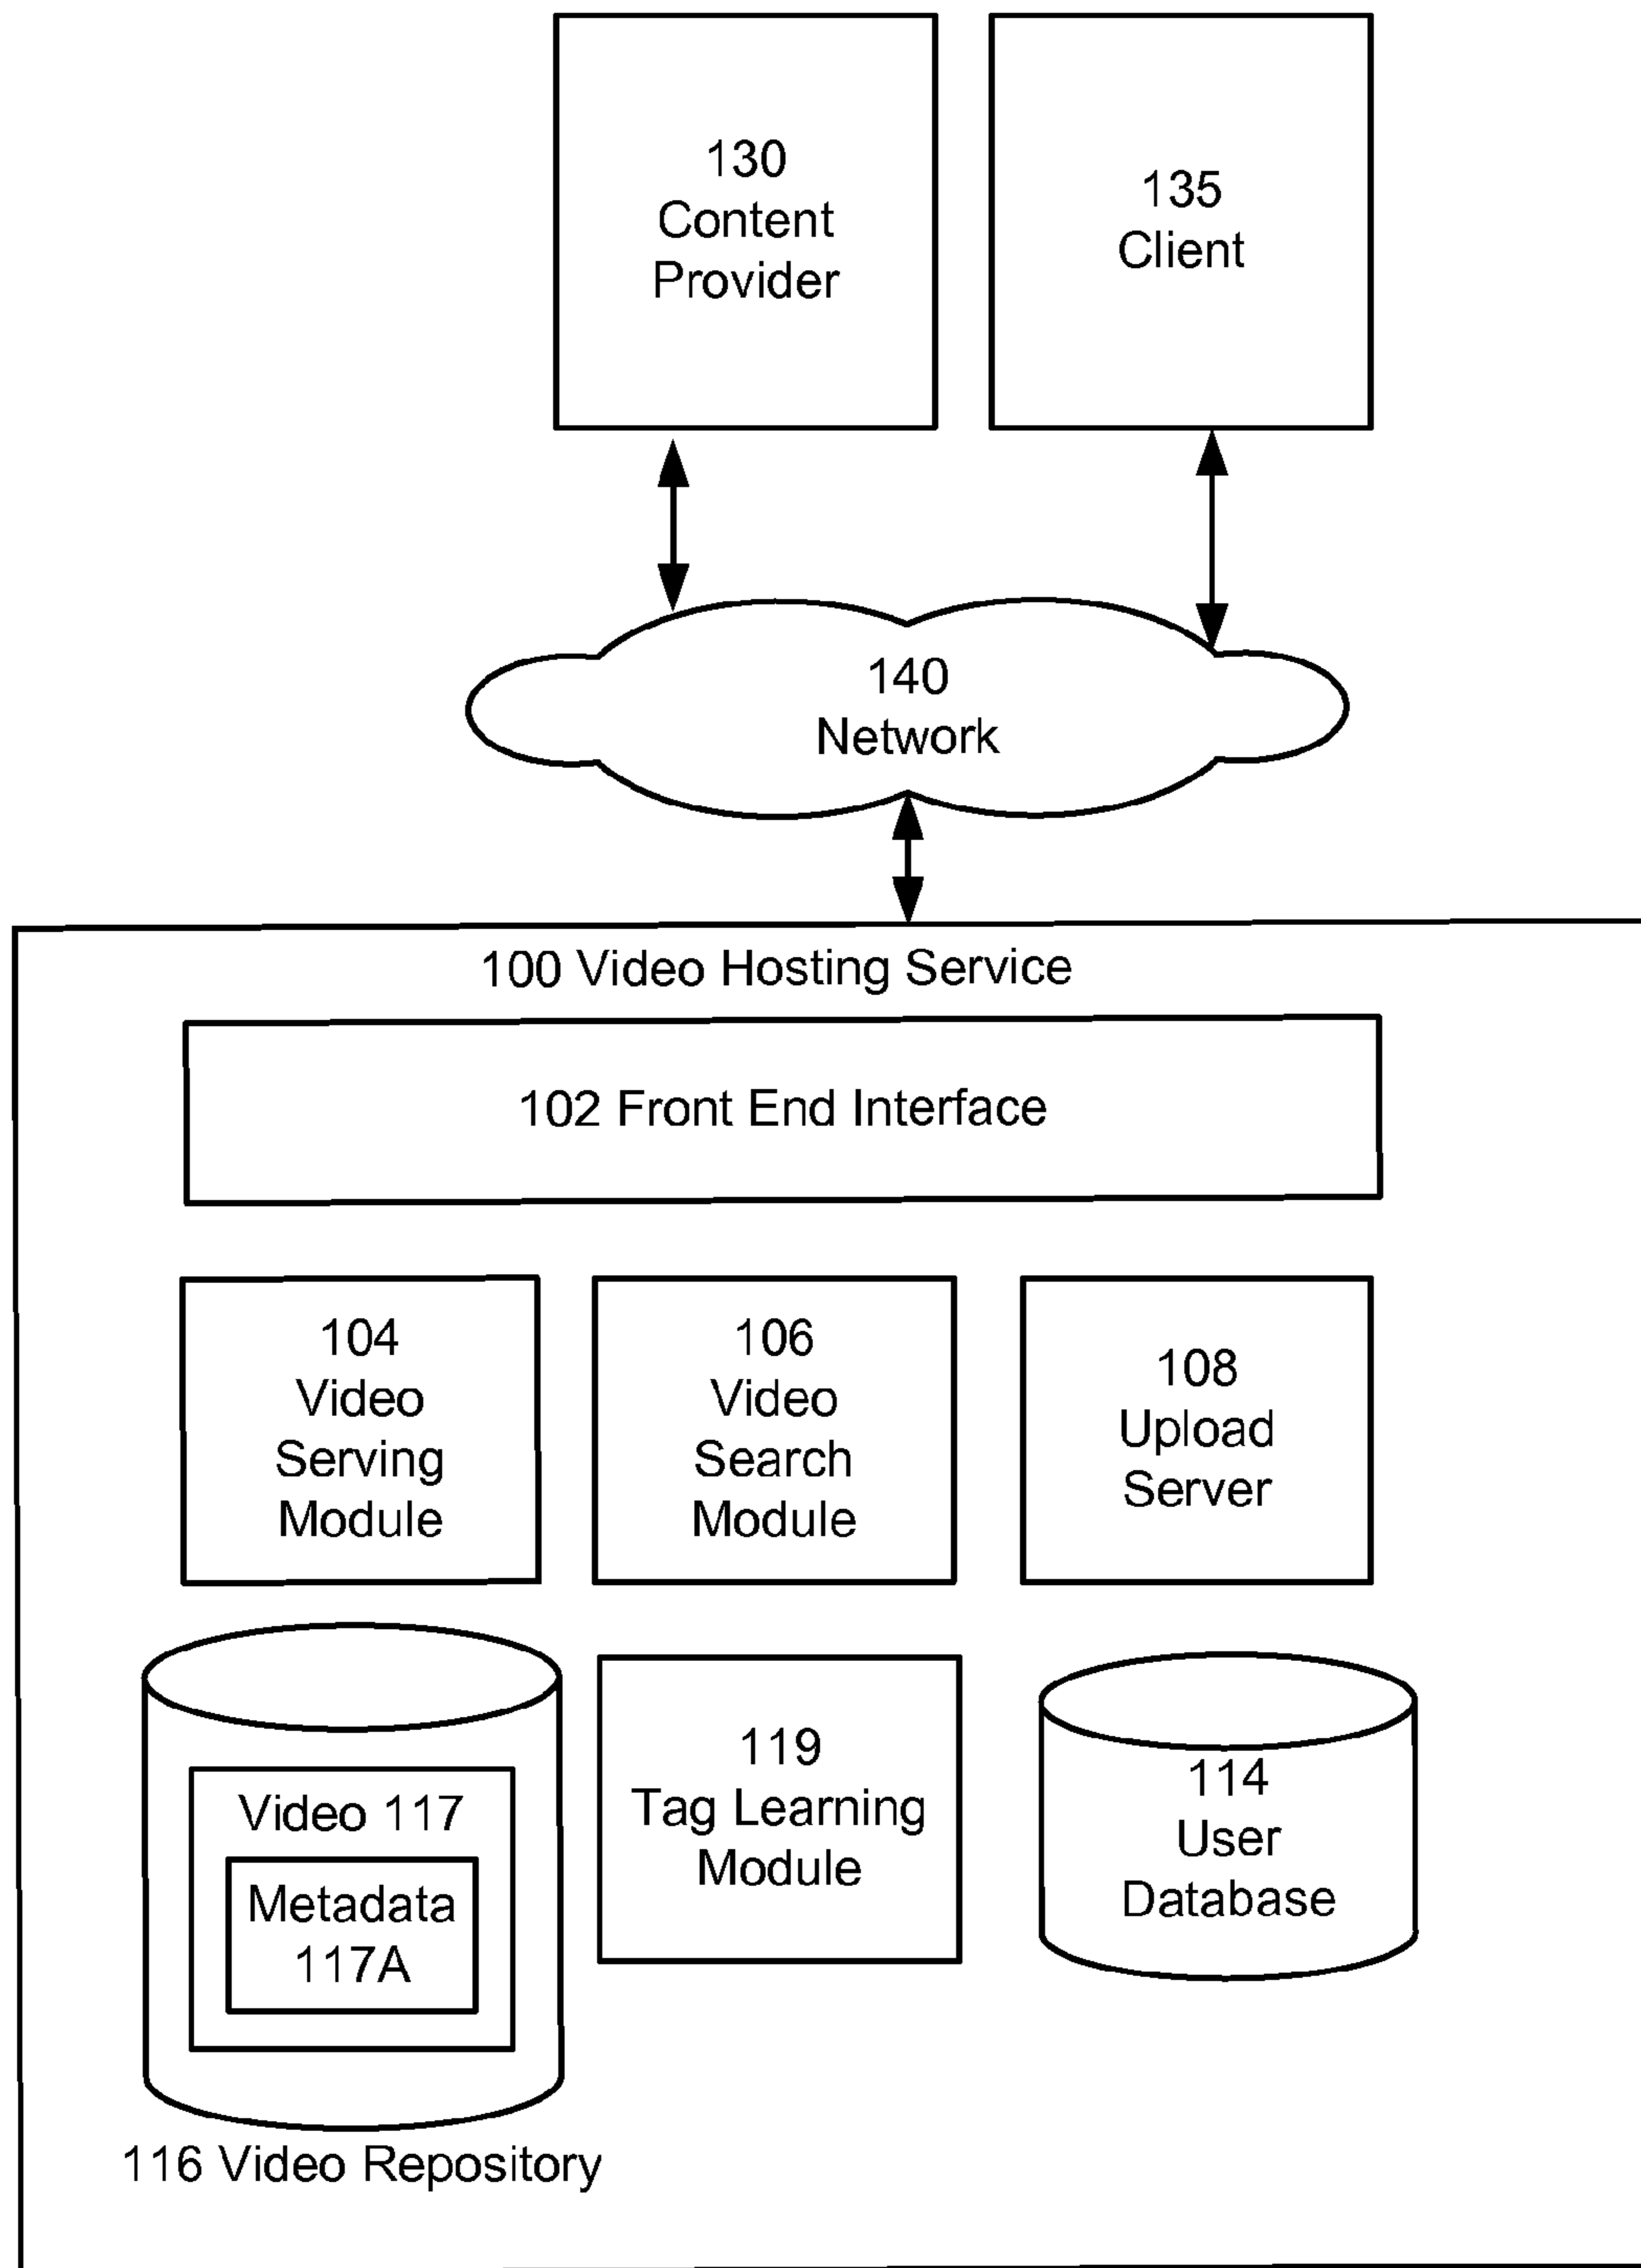 130
Content
Provider
135
Client
140
Network
100 Video Hosting Service
102 Front End Interface
104
Video
Serving
Module
106
Video
Search
Module
108
Upload
Server
Video 117
Metadata
117A
116 Video Repository
119
Tag Learning
Module
114
User
Database